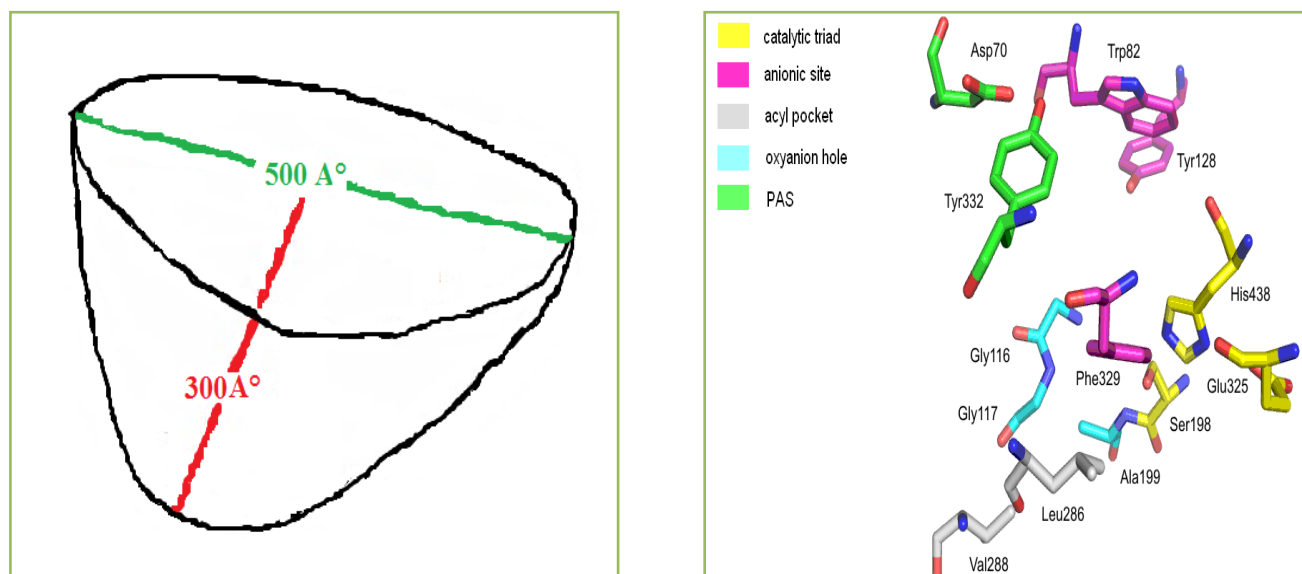 500 A°
300A°
catalytic triad
anionic site
acyl pocket
oxyanion hole
PAS
Asp70
Trp82
Tyr128
Tyr332
His438
Gly116
Phe329
Glu325
Gly117
Ser198
Ala199
Leu286
Val288